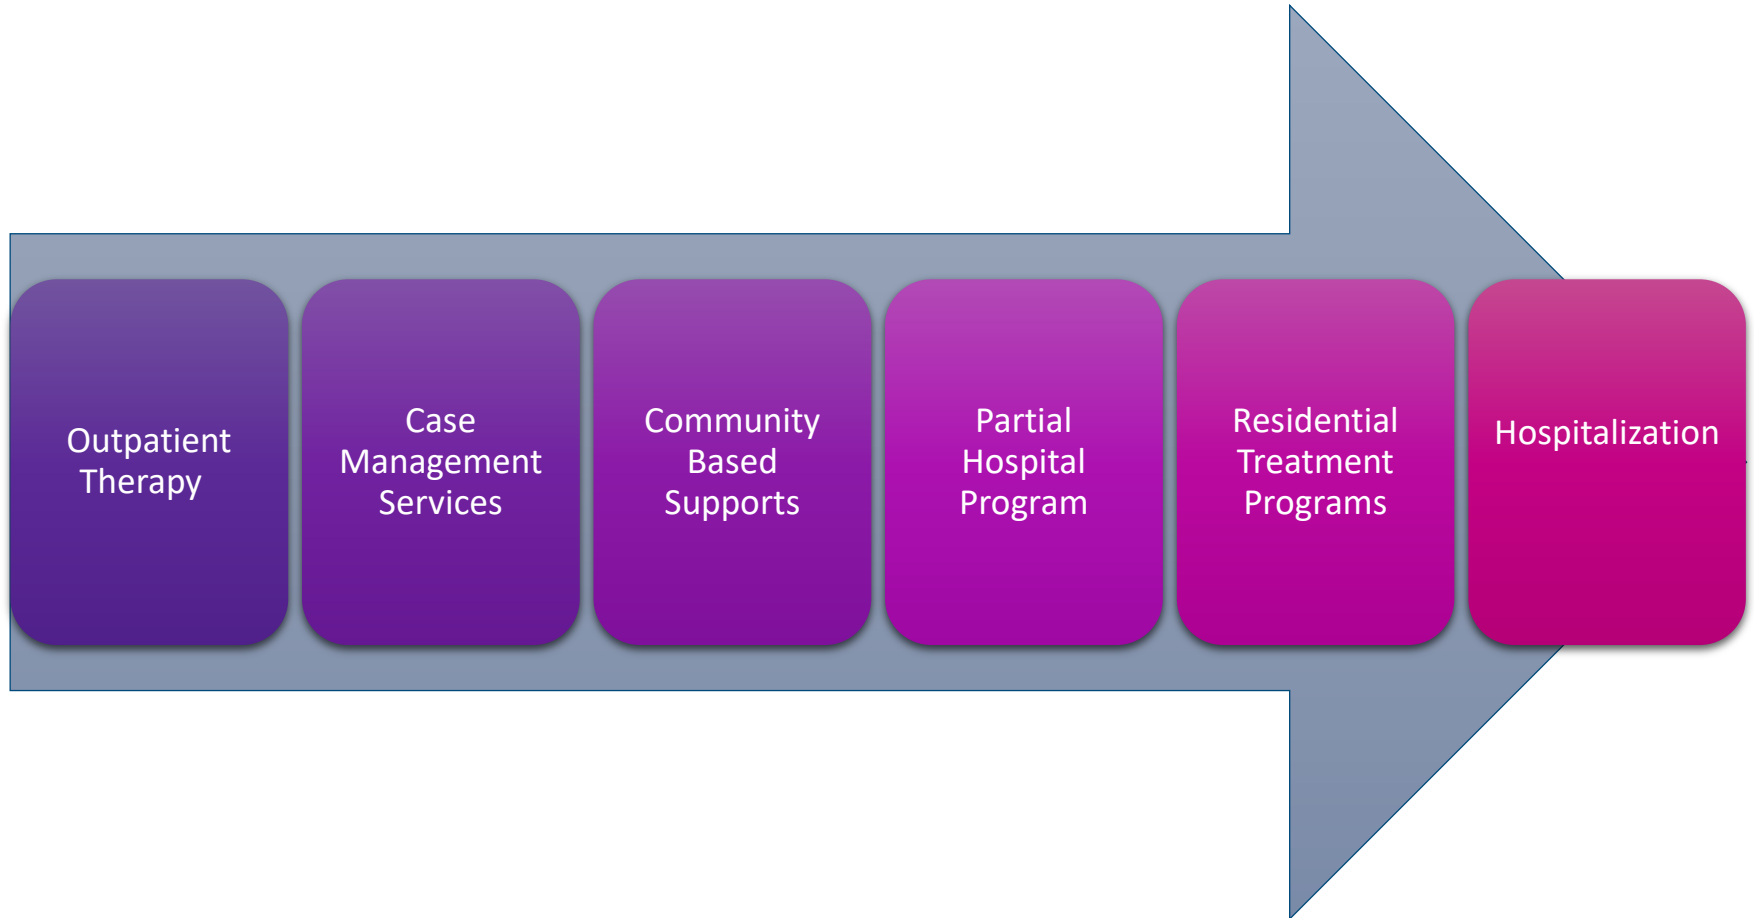 Outpatient
Therapy
Case
Management
Services
Community
Based
Supports
Partial
Hospital
Program
Residential
Treatment
Programs
Hospitalization